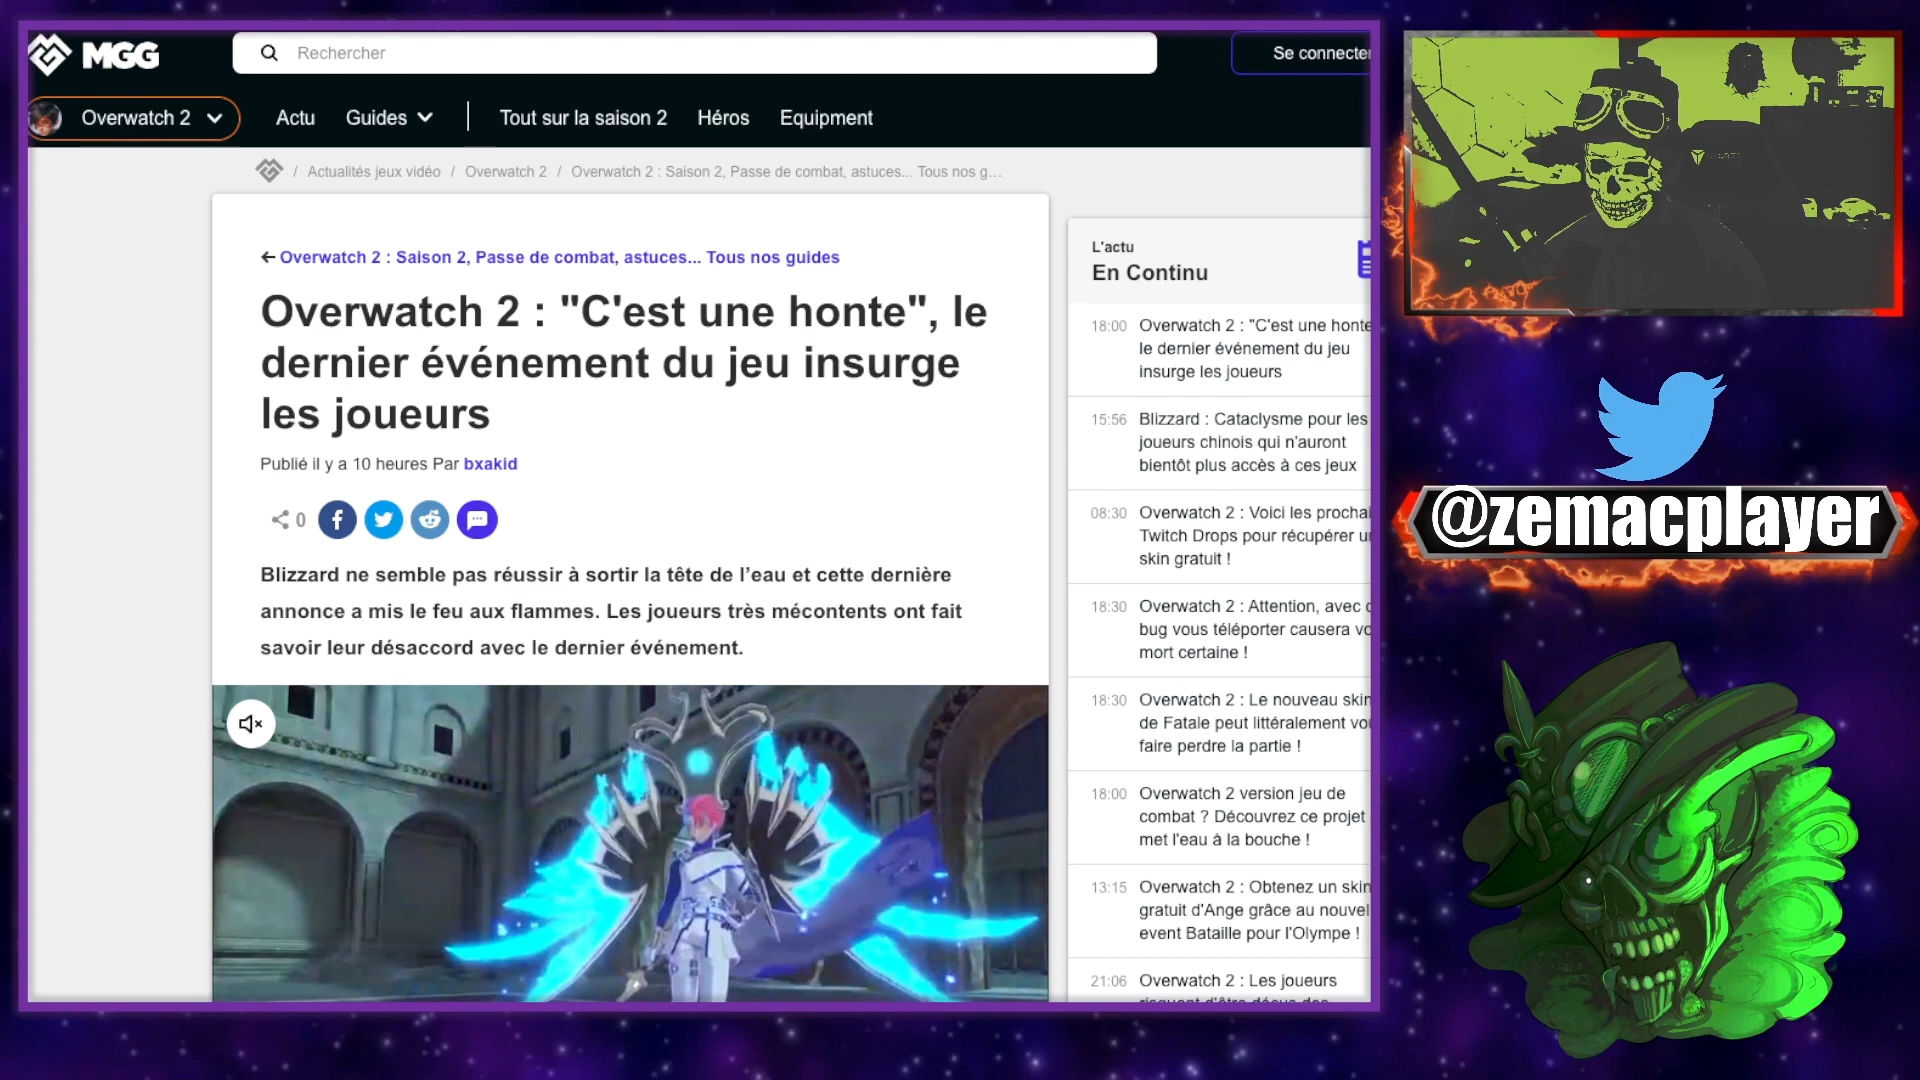 MGG
Rechercher
Se connecter
Overwatch 2
Actu
Guides
Tout sur la saison 2
Héros
Equipment
/ Actualités jeux vidéo / Overwatch 2 / Overwatch 2 : Saison 2, Passe de combat, astuces... Tous nos g...
Overwatch 2 : Saison 2, Passe de combat, astuces... Tous nos guides
Overwatch 2 : "C'est une honte", le
dernier événement du jeu insurge
les joueurs
Publié il y a 10 heures Par bxakid
0
Blizzard ne semble pas réussir à sortir la tête de l’eau et cette dernière
annonce a mis le feu aux flammes. Les joueurs très mécontents ont fait
savoir leur désaccord avec le dernier événement.
L'actu
En Continu
18:00 Overwatch 2 : "C'est une honte
le dernier événement du jeu
insurge les joueurs
15:56 Blizzard : Cataclysme pour les
joueurs chinois qui n'auront
bientôt plus accès à ces jeux
08:30 Overwatch 2 : Voici les prochai
Twitch Drops pour récupérer u
skin gratuit !
18:30 Overwatch 2 : Attention, avec c
bug vous téléporter causera vo
mort certaine !
18:30 Overwatch 2 : Le nouveau skin
de Fatale peut littéralement vou
faire perdre la partie !
18:00 Overwatch 2 version jeu de
combat ? Découvrez ce projet
met l'eau à la bouche !
13:15 Overwatch 2 : Obtenez un skin
gratuit d'Ange grâce au nouvel
event Bataille pour l'Olympe !
21:06 Overwatch 2 : Les joueurs
@zemacplayer